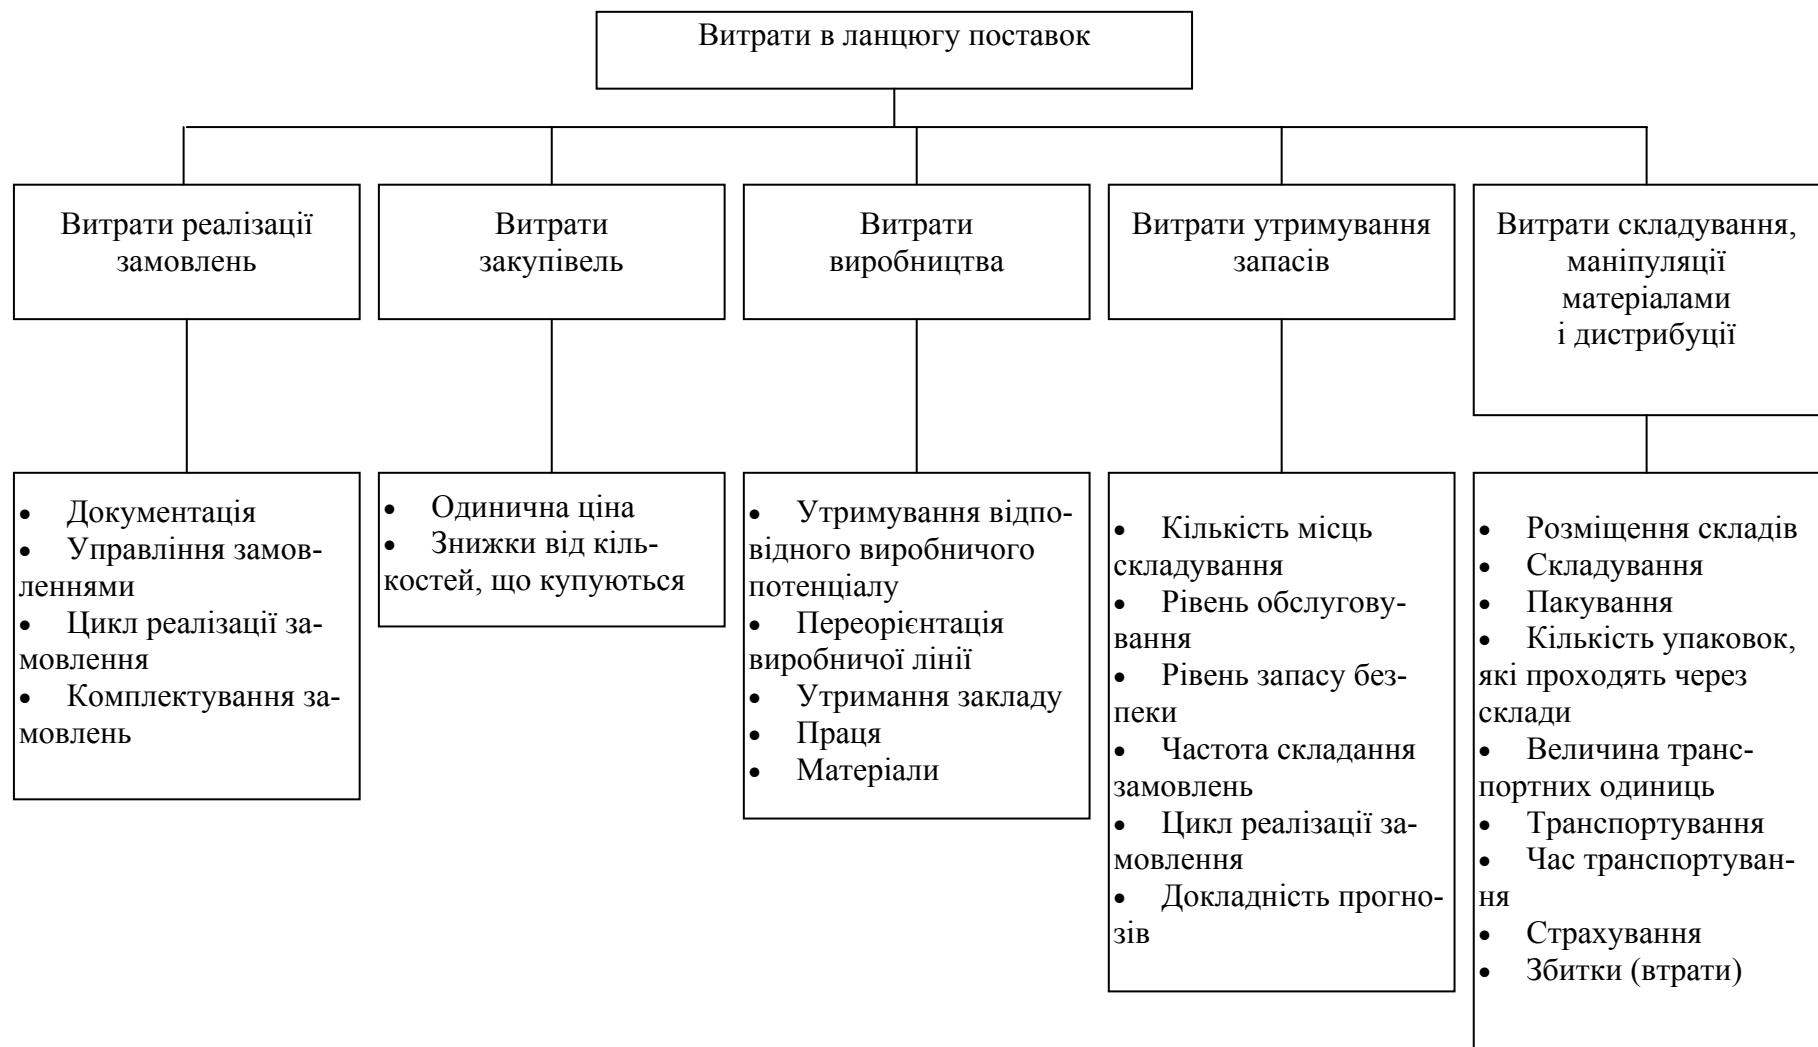 Витрати в ланцюгу поставок
Витрати реалізації
замовлень
Витрати
закупівель
Витрати
виробництва
Витрати утримування
запасів
Витрати складування,
маніпуляції
матеріалами
і дистрибуції
• Документація
• Управління замов-
леннями
• Цикл реалізації за-
мовлення
• Комплектування за-
мовлень
• Одинична ціна
• Знижки від кіль-
костей, що купуються
• Утримування відпо-
відного виробничого
потенціалу
• Переорієнтація
виробничої лінії
• Утримання закладу
• Праця
• Матеріали
• Кількість місць
складування
• Рівень обслугову-
вання
• Рівень запасу без-
пеки
• Частота складання
замовлень
• Цикл реалізації за-
мовлення
• Докладність прогно-
зів
• Розміщення складів
• Складування
• Пакування
• Кількість упаковок,
які проходять через
склади
• Величина транс-
портних одиниць
• Транспортування
• Час транспортуван-
ня
• Страхування
• Збитки (втрати)